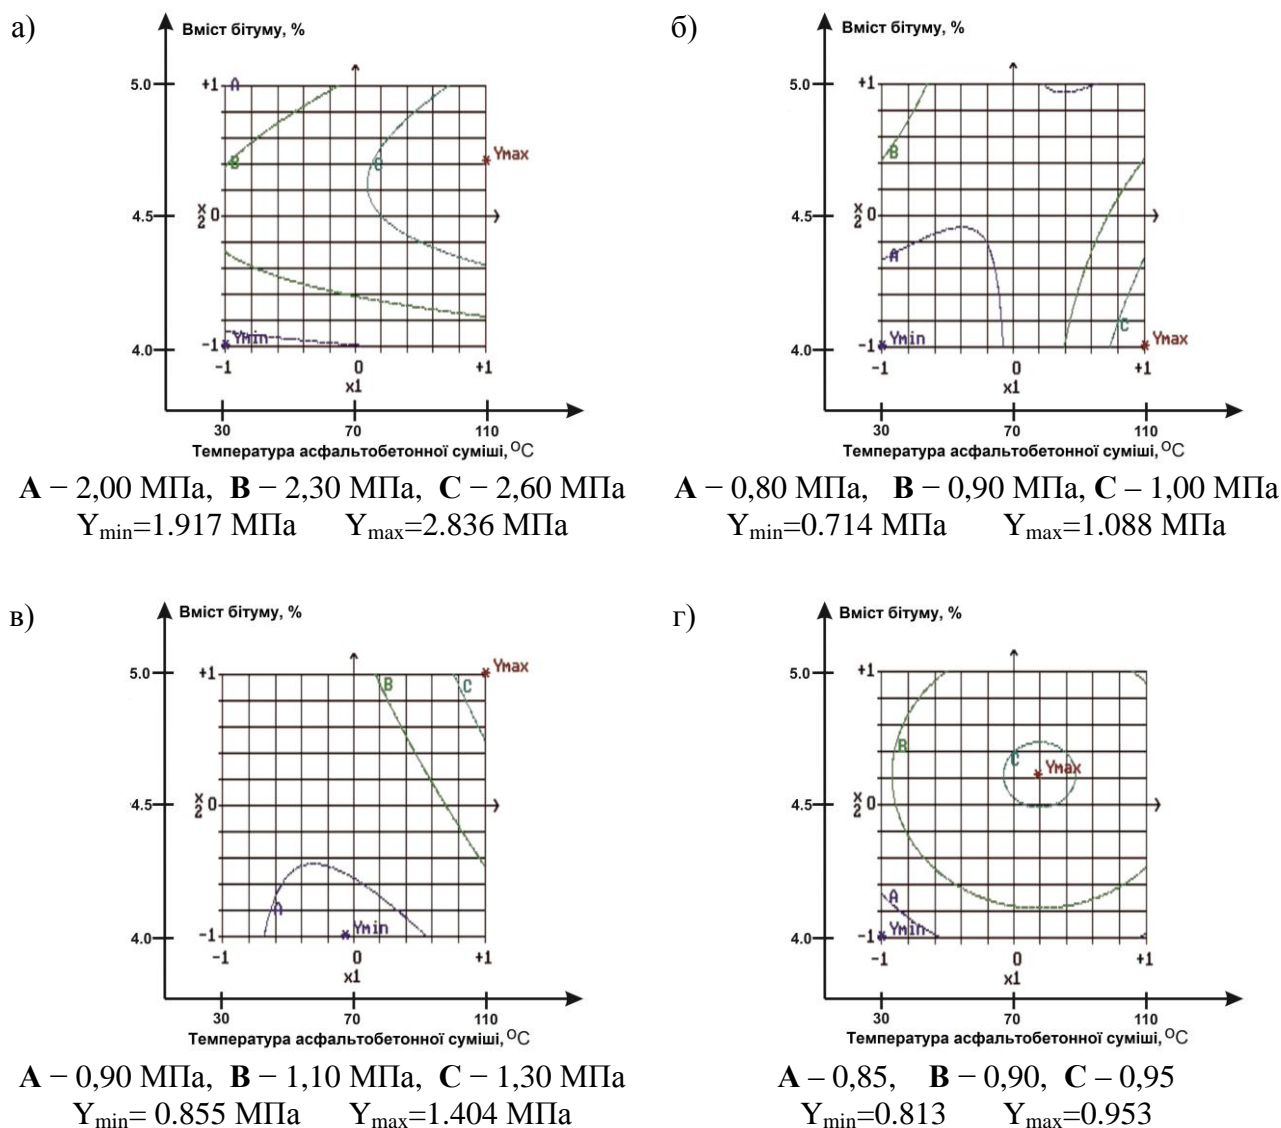 а)
Вміст бітуму, %
5.0
+1
A
B
C
Ymax
4.5
x2 0
Ymin
4.0
-1
-1 0 +1
x1
30 70 110
Температура асфальтобетонної суміші, ОС
А − 2,00 МПа, В − 2,30 МПа, С − 2,60 МПа
Ymin=1.917 МПа Ymax=2.836 МПа
б)
Вміст бітуму, %
5.0
+1
B
4.5
x2 0
A
C
Ymin
Ymax
4.0
-1
-1 0 +1
x1
30 70 110
Температура асфальтобетонної суміші, ОС
А − 0,80 МПа, В − 0,90 МПа, С – 1,00 МПа
Ymin=0.714 МПа Ymax=1.088 МПа
в)
Вміст бітуму, %
5.0
+1
B
C
Ymax
4.5
x2 0
A
Ymin
4.0
-1
-1 0 +1
x1
30 70 110
Температура асфальтобетонної суміші, ОС
А − 0,90 МПа, В − 1,10 МПа, С − 1,30 МПа
Ymin= 0.855 МПа Ymax=1.404 МПа
г)
Вміст бітуму, %
5.0
+1
B
C
Ymax
4.5
x2 0
A
Ymin
4.0
-1
-1 0 +1
x1
30 70 110
Температура асфальтобетонної суміші, ОС
А – 0,85, В – 0,90, С – 0,95
Ymin=0.813 Ymax=0.953